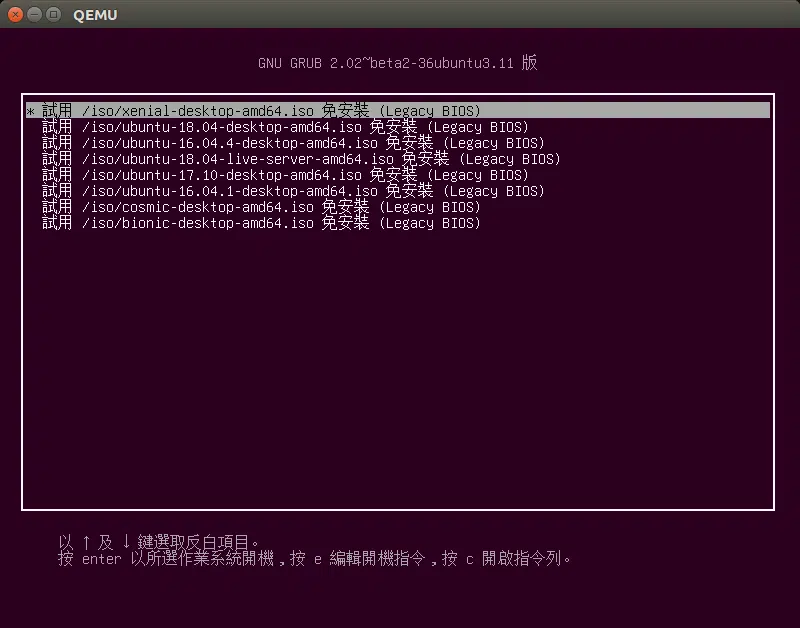 QEMU
GNU GRUB 2.02~beta2-36ubuntu3.11 版
* 試用 /iso/xenial-desktop-amd64.iso 免安裝 (Legacy BIOS)
試用 /iso/ubuntu-18.04-desktop-amd64.iso 免安裝 (Legacy BIOS)
試用 /iso/ubuntu-16.04.4-desktop-amd64.iso 免安裝 (Legacy BIOS)
試用 /iso/ubuntu-18.04-live-server-amd64.iso 免安裝 (Legacy BIOS)
試用 /iso/ubuntu-17.10-desktop-amd64.iso 免安裝 (Legacy BIOS)
試用 /iso/ubuntu-16.04.1-desktop-amd64.iso 免安裝 (Legacy BIOS)
試用 /iso/cosmic-desktop-amd64.iso 免安裝 (Legacy BIOS)
試用 /iso/bionic-desktop-amd64.iso 免安裝 (Legacy BIOS)
以 ↑ 及 ↓ 鍵選取反白項目。
按 enter 以所選作業系統開機，按 e 編輯開機指令，按 c 開啟指令列。